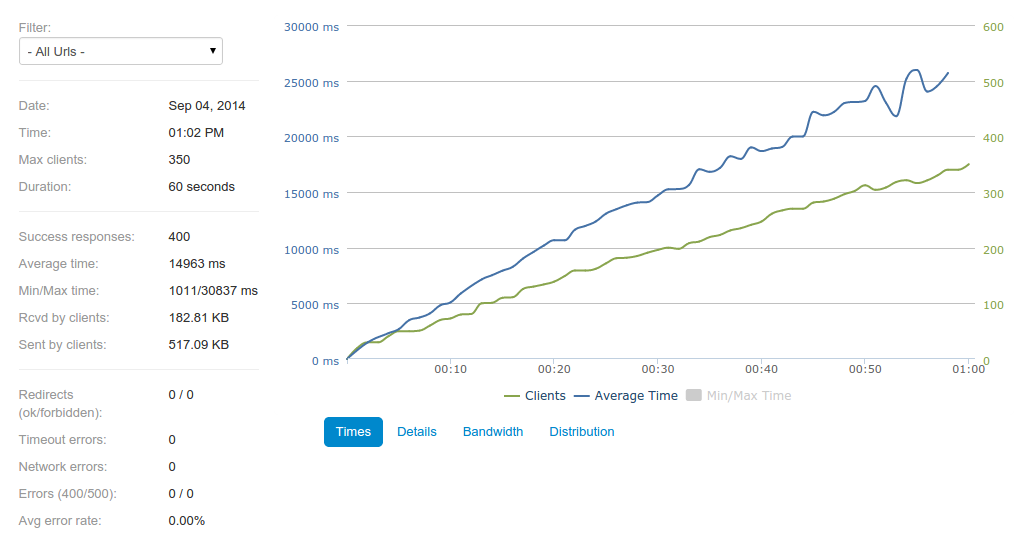 Filter:
- All Urls -
Date: Sep 04, 2014
Time: 01:02 PM
Max clients: 350
Duration: 60 seconds
Success responses: 400
Average time: 14963 ms
Min/Max time: 1011/30837 ms
Rcvd by clients: 182.81 KB
Sent by clients: 517.09 KB
Redirects 0 / 0
(ok/forbidden):
Timeout errors: 0
Network errors: 0
Errors (400/500): 0 / 0
Avg error rate: 0.00%
30000 ms 600
25000 ms 500
20000 ms 400
15000 ms 300
10000 ms 200
5000 ms 100
0 ms 0
00:10 00:20 00:30 00:40 00:50 01:00
Clients Average Time Min/Max Time
Times Details Bandwidth Distribution